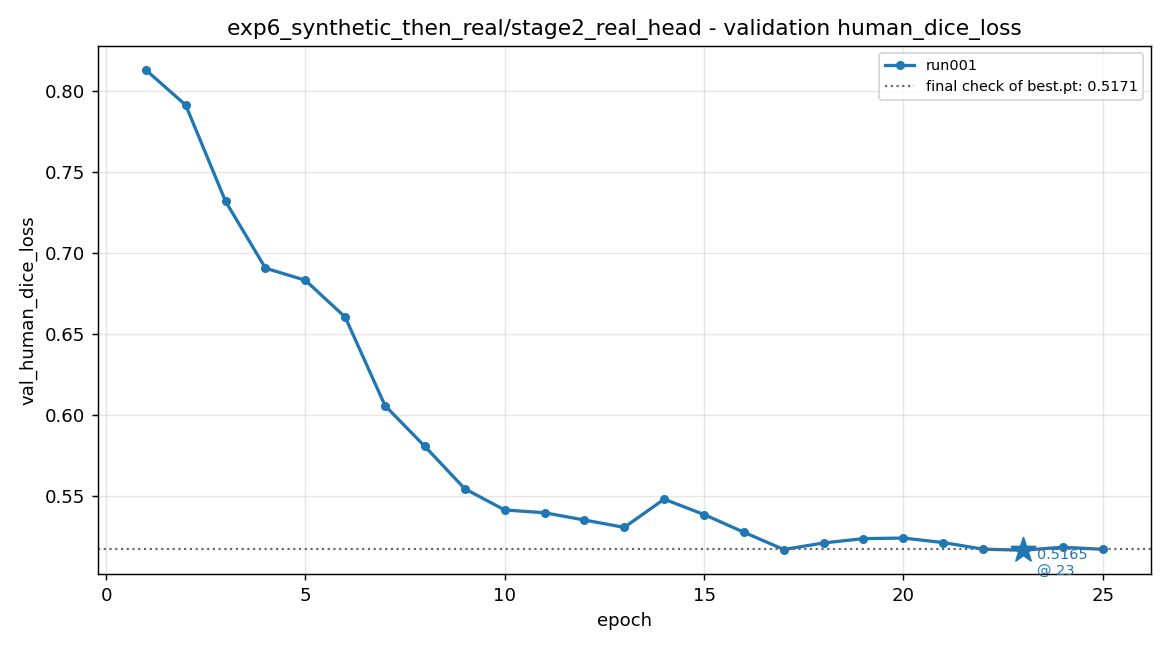 exp6_synthetic_then_real/stage2_real_head - validation human_dice_loss
run001
final check of best.pt: 0.5171
val_human_dice_loss
0.80
0.75
0.70
0.65
0.60
0.55
0.5165
@ 23
0 5 10 15 20 25
epoch